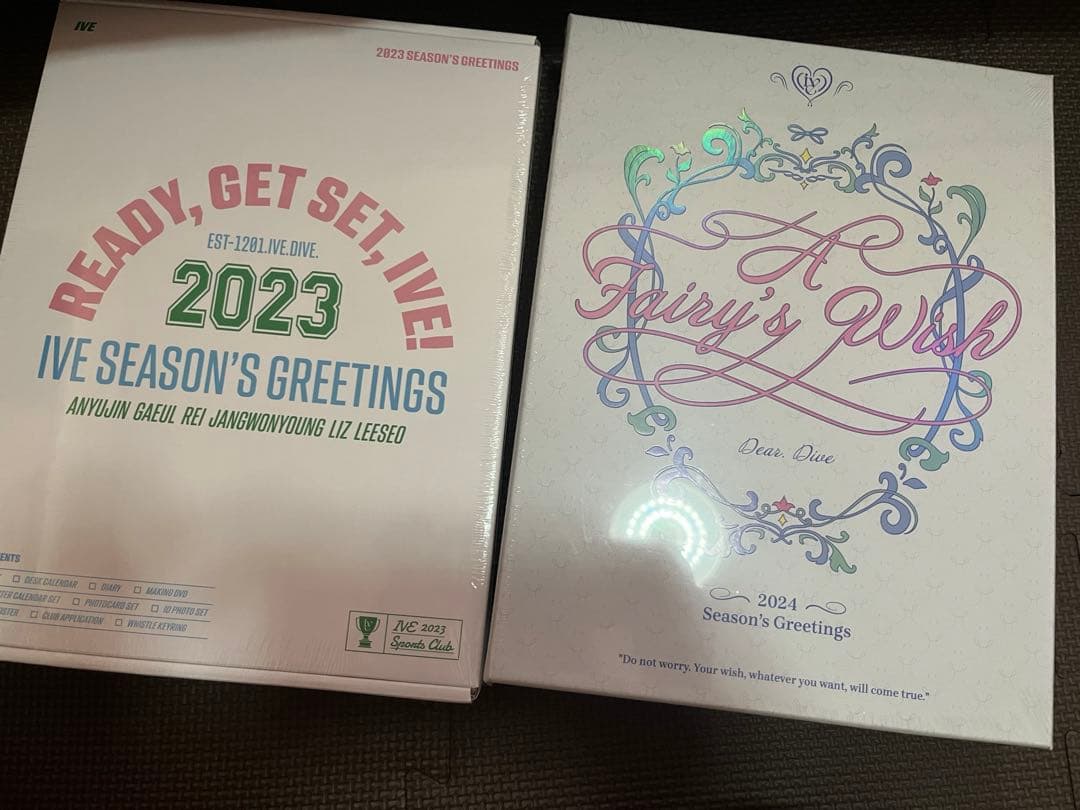 IVE
2023 SEASON'S GREETINGS
READY, GET SET, IVE!
EST-1201.IVE.DIVE.
2023
IVE SEASON'S GREETINGS
ANYUJIN GAEUL REI JANGWONYOUNG LIZ LEESEO
DESK CALENDAR DIARY MAKING DVD
CALENDAR SET PHOTOCARD SET ID PHOTO SET
CLUB APPLICATION WHISTLE KEYRING
IVE 2023
Sports Club
IVE
A
Fairy's Wish
Dear. Dive
2024
Season's Greetings
"Do not worry. Your wish, whatever you want, will come true."